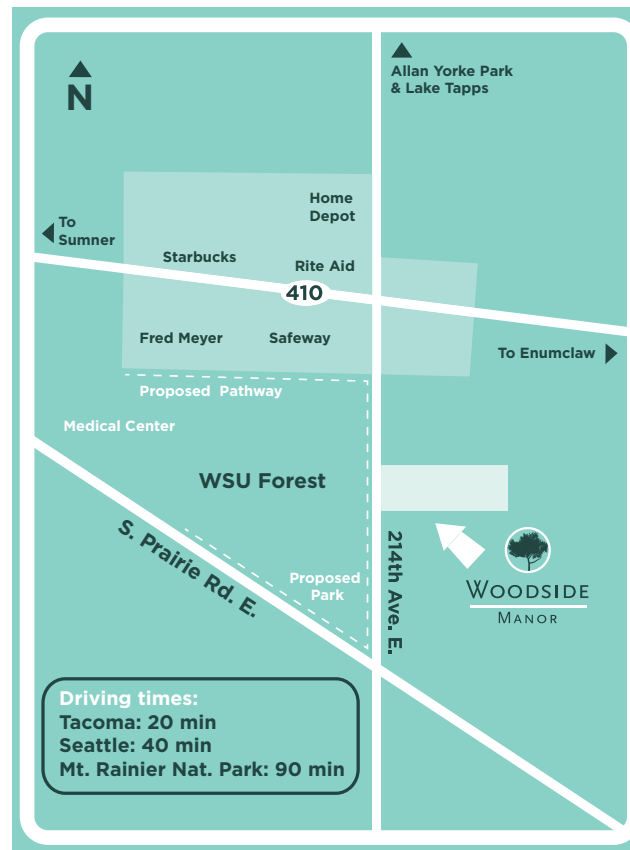 N
Allan Yorke Park
& Lake Tapps
Home
Depot
To
Sumner
Starbucks
Rite Aid
410
Fred Meyer
Safeway
To Enumclaw
Proposed Pathway
Medical Center
WSU Forest
S. Prairie Rd. E.
214th Ave. E.
Proposed
Park
WOODSIDE
MANOR
Driving times:
Tacoma: 20 min
Seattle: 40 min
Mt. Rainier Nat. Park: 90 min